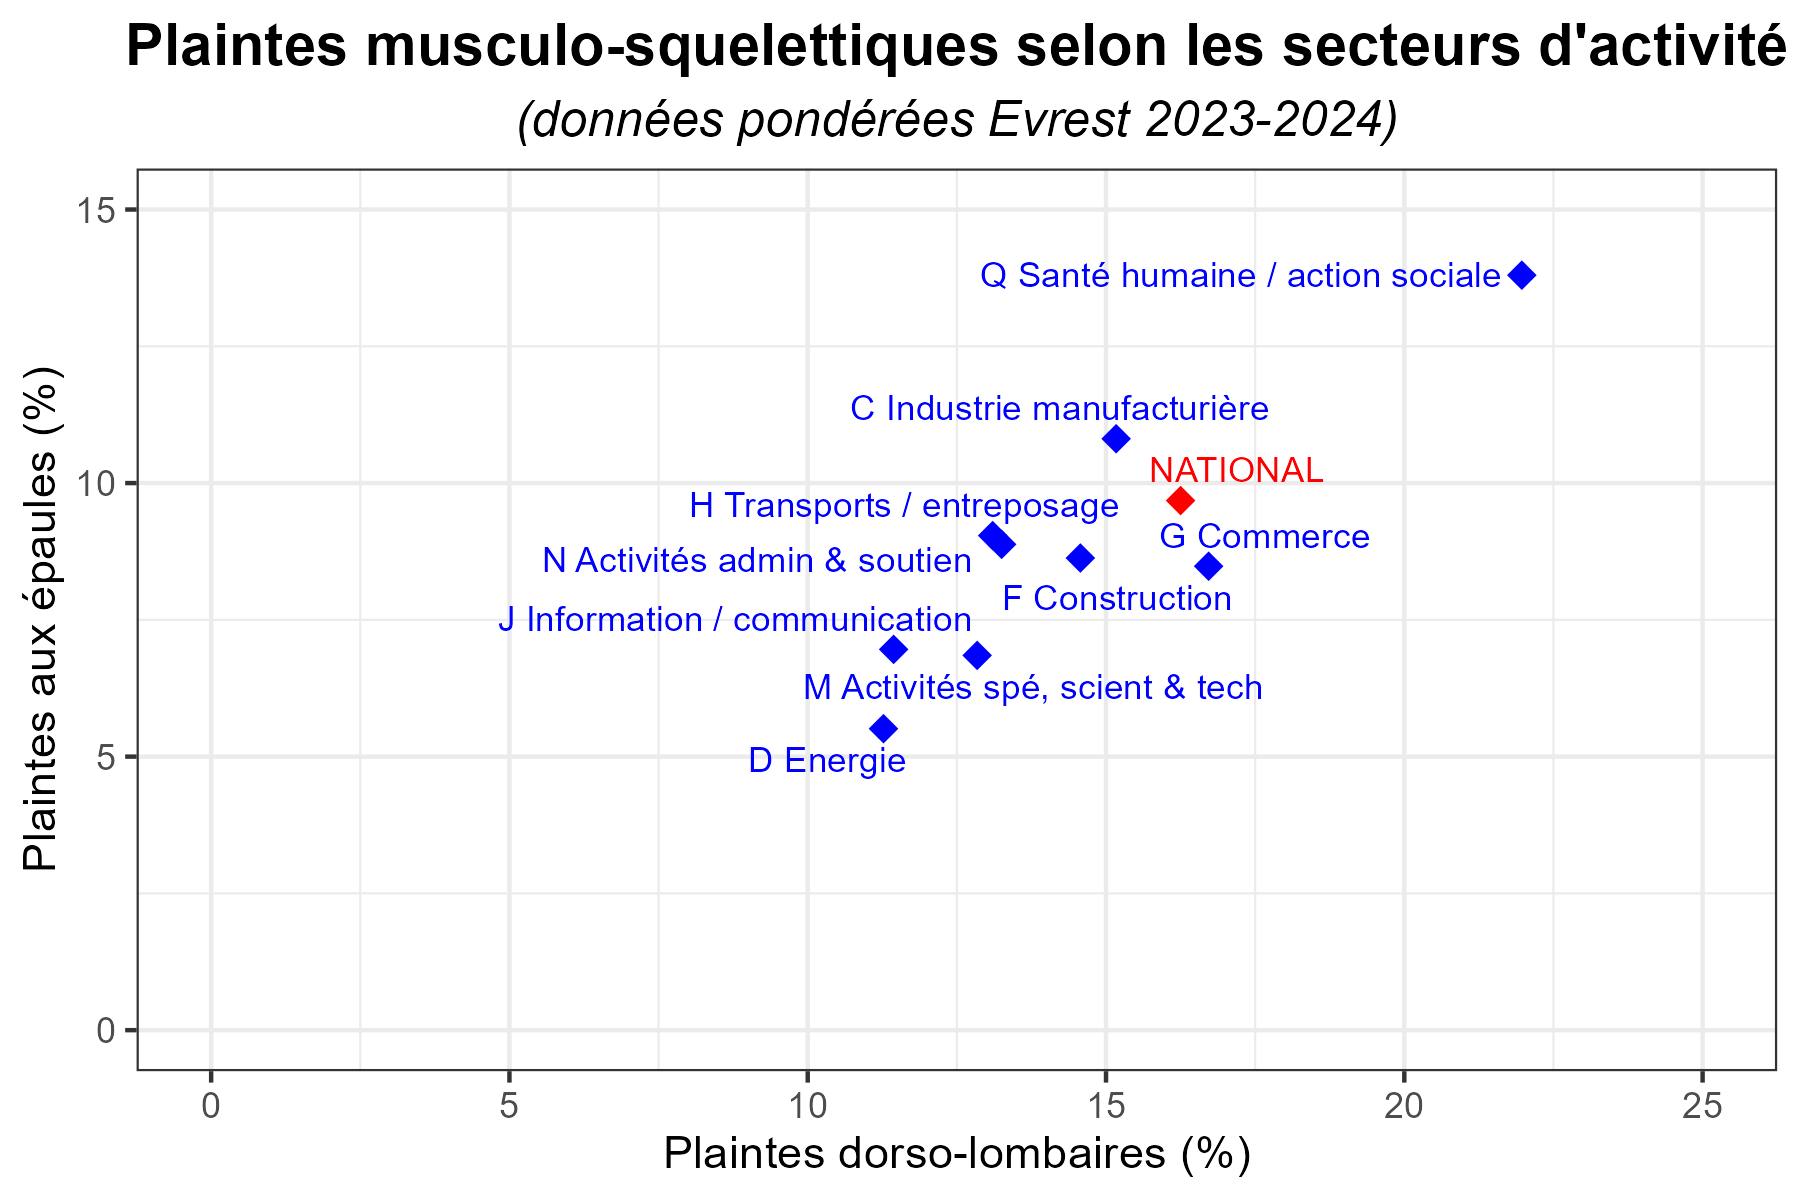 Plaintes musculo-squelettiques selon les secteurs d'activité
(données pondérées Evrest 2023-2024)
Plaintes aux épaules (%)
15
10
5
0
Q Santé humaine / action sociale
C Industrie manufacturière
NATIONAL
H Transports / entreposage
G Commerce
N Activités admin & soutien
F Construction
J Information / communication
M Activités spé, scient & tech
D Energie
0
5
10
15
20
25
Plaintes dorso-lombaires (%)